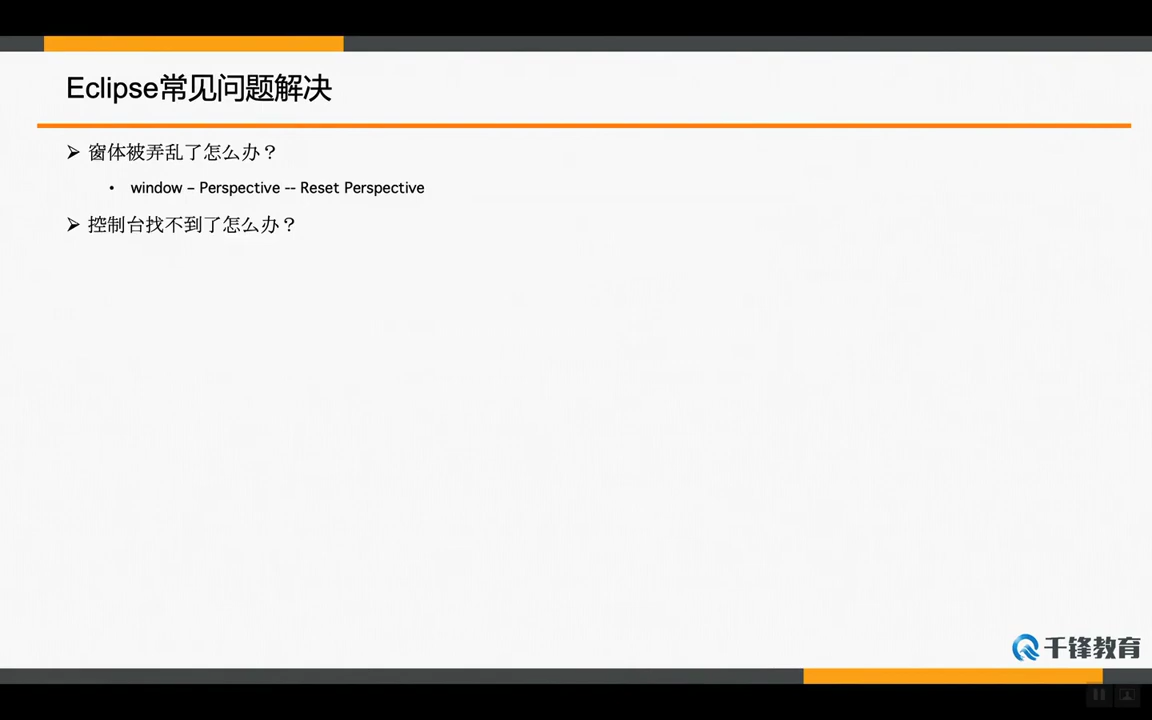 Eclipse常见问题解决
➢ 窗体被弄乱了怎么办？
• window – Perspective -- Reset Perspective
➢ 控制台找不到了怎么办？
千锋教育